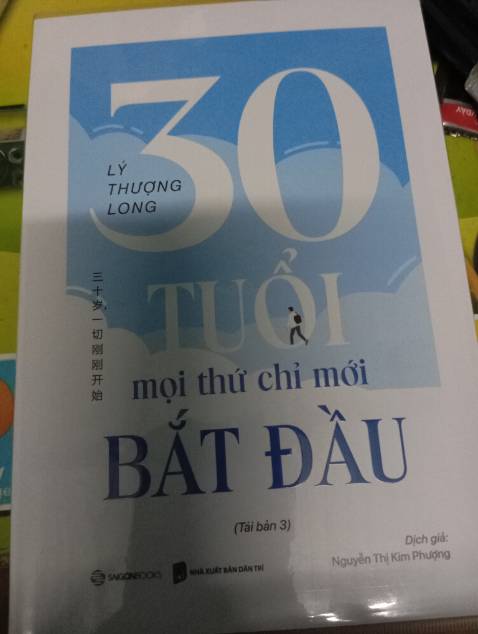 30
LÝ
THƯỢNG
LONG
TUỔI
三十岁，一切刚刚开始
mọi thứ chỉ mới
BẮT ĐẦU
(Tái bản 3)
Dịch giả:
Nguyễn Thị Kim Phượng
SAIGONBOOKS
NHÀ XUẤT BẢN DÂN TRÍ